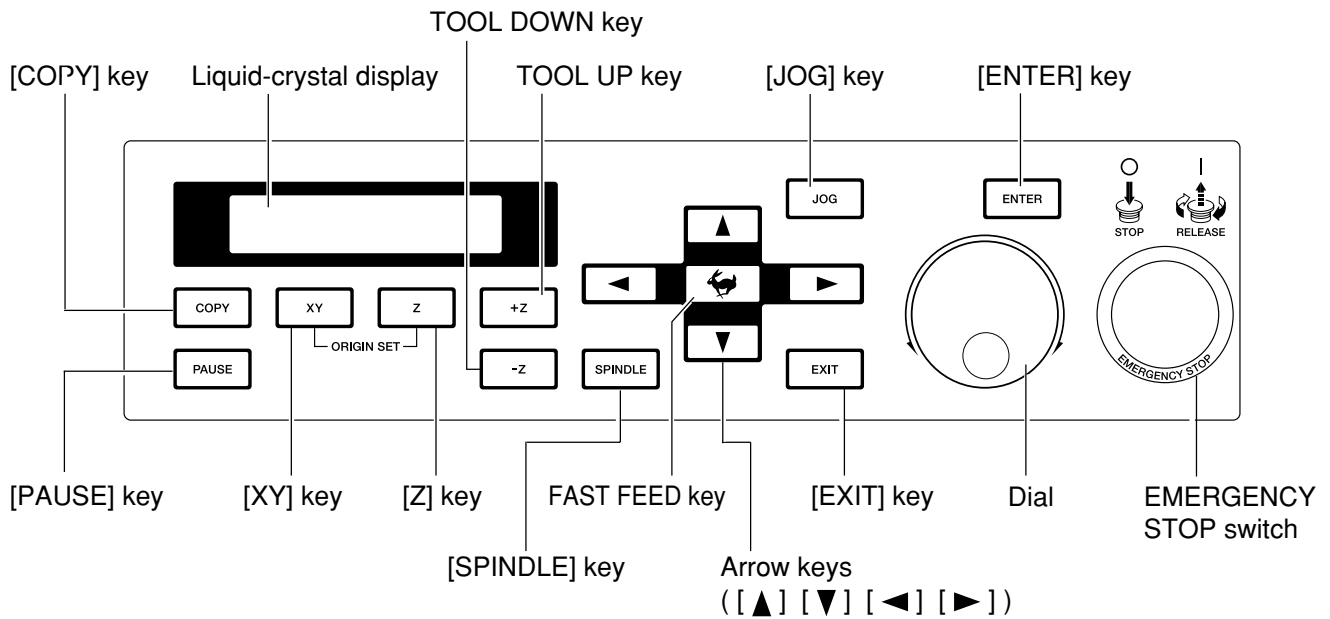 TOOL DOWN key
[COPY] key
Liquid-crystal display
TOOL UP key
[JOG] key
[ENTER] key
JOG
ENTER
STOP
RELEASE
COPY
XY
Z
+Z
ORIGIN SET
PAUSE
-Z
SPINDLE
EXIT
EMERGENCY STOP
[PAUSE] key
[XY] key
[Z] key
FAST FEED key
[EXIT] key
Dial
EMERGENCY
STOP switch
[SPINDLE] key
Arrow keys
([▲] [▼] [◀] [▶])